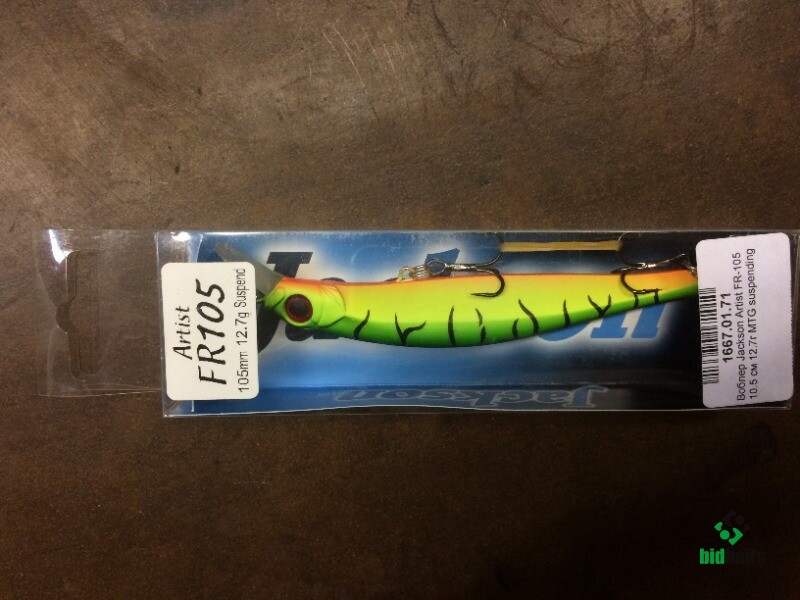 Artist
FR105
105mm 12.7g Suspend
Jackson
1667.01.71
Воблер Jackson Artist FR-105
10.5 см 12.7г MTG suspending
bid